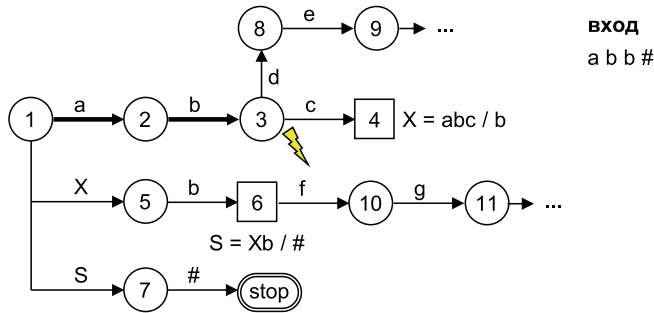 8 e 9 ...
вход
a b b #
d
1 a 2 b 3 c 4 X = abc / b
X 5 b 6 f 10 g 11 ...
S = Xb / #
S 7 # stop